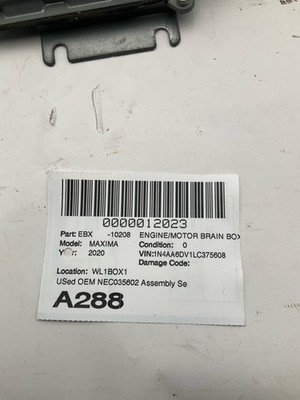 0000012023
Part: EBX -10208 ENGINE/MOTOR BRAIN BOX
Model: MAXIMA Condition: 0
Year: 2020 VIN:1N4AA6DV1LC375608
Damage Code:
Location: WL1BOX1
USed OEM NEC035602 Assembly Se
A288